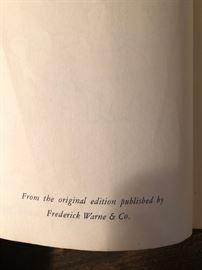 From the original edition published by
Frederick Warne & Co.